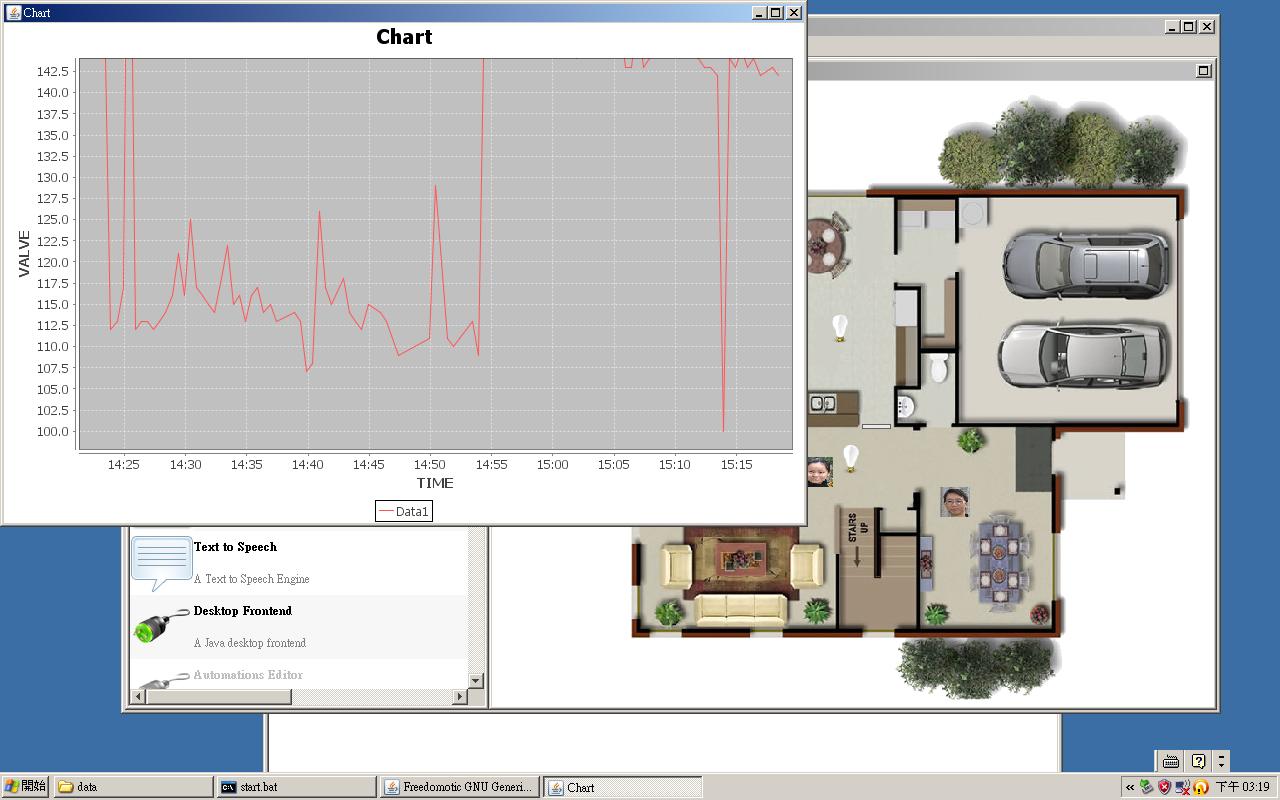 Chart
Chart
142.5
140.0
137.5
135.0
132.5
130.0
127.5
125.0
122.5
120.0
117.5
115.0
112.5
110.0
107.5
105.0
102.5
100.0
VALVE
14:25 14:30 14:35 14:40 14:45 14:50 14:55 15:00 15:05 15:10 15:15
TIME
Data1
STAIRS
UP
Text to Speech
A Text to Speech Engine
Desktop Frontend
A Java desktop frontend
Automations Editor
開始 data start.bat Freedomotic GNU Generi... Chart 下午 03:19